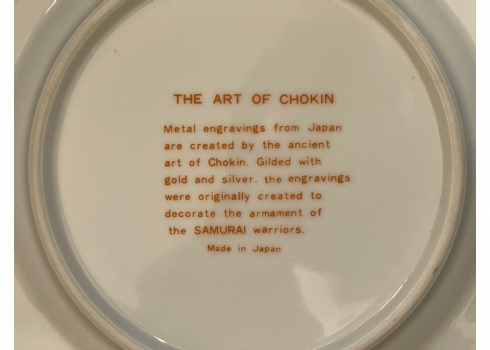 THE ART OF CHOKIN
Metal engravings from Japan
are created by the ancient
art of Chokin. Gilded with
gold and silver. the engravings
were originally created to
decorate the armament of
the SAMURAI warriors.
Made in Japan